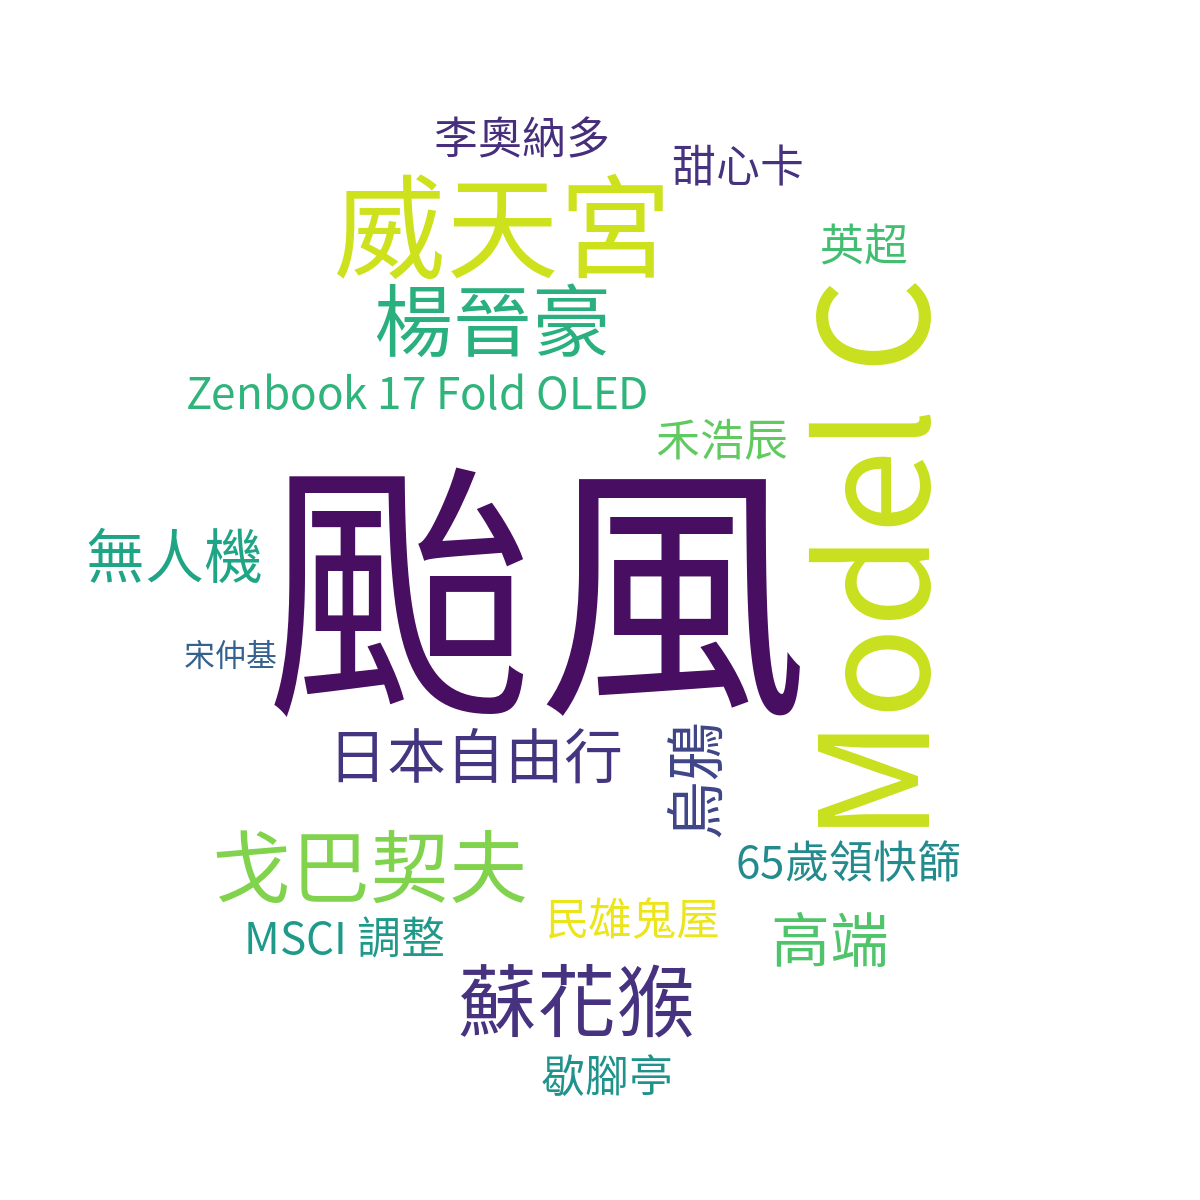 李奧納多
甜心卡
威天宮
英超
楊晉豪
Model C
Zenbook 17 Fold OLED
禾浩辰
颱風
無人機
宋仲基
日本自由行
烏鴉
戈巴契夫
65歲領快篩
民雄鬼屋
高端
MSCI 調整
蘇花猴
歇腳亭